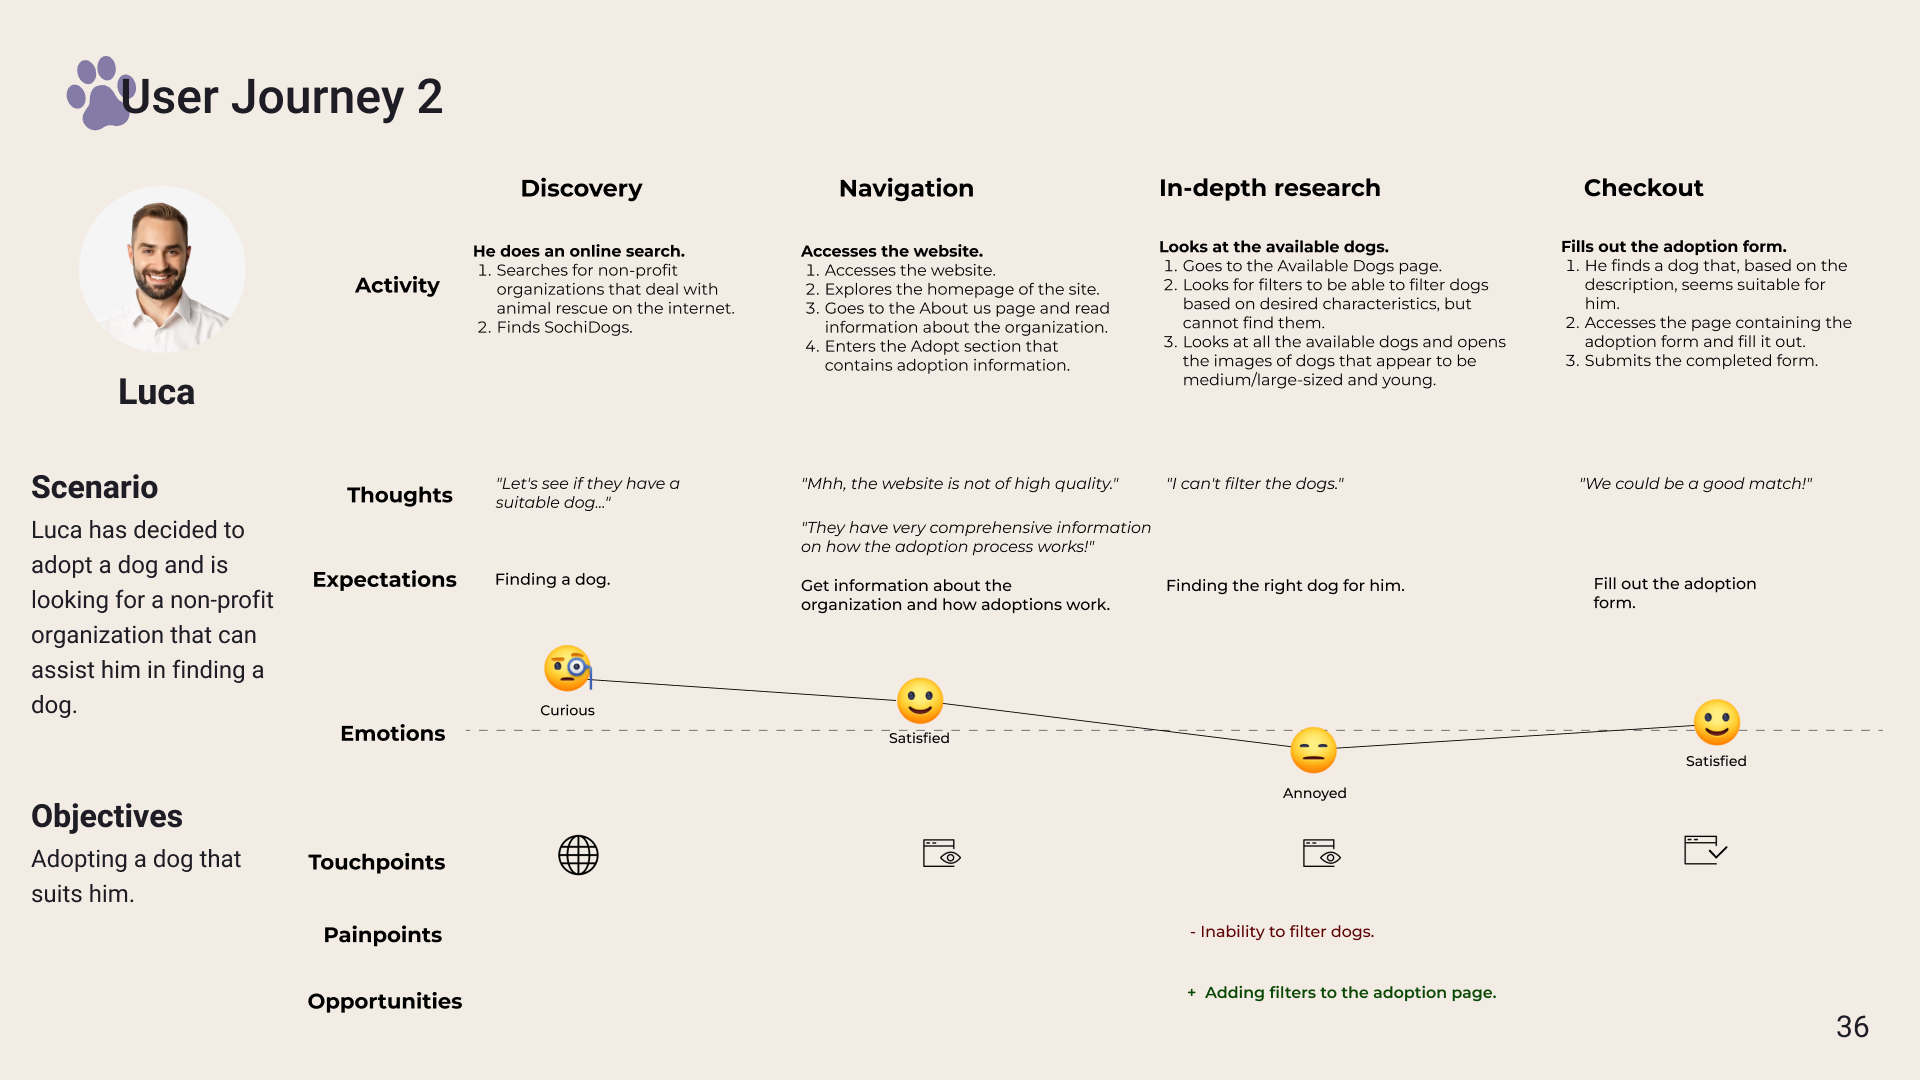 User Journey 2
Luca
Scenario
Luca has decided to
adopt a dog and is
looking for a non-profit
organization that can
assist him in finding a
dog.
Objectives
Adopting a dog that
suits him.
Discovery
Navigation
In-depth research
Checkout
Activity
He does an online search.
1. Searches for non-profit
organizations that deal with
animal rescue on the internet.
2. Finds SochiDogs.
Accesses the website.
1. Accesses the website.
2. Explores the homepage of the site.
3. Goes to the About us page and read
information about the organization.
4. Enters the Adopt section that
contains adoption information.
Looks at the available dogs.
1. Goes to the Available Dogs page.
2. Looks for filters to be able to filter dogs
based on desired characteristics, but
cannot find them.
3. Looks at all the available dogs and opens
the images of dogs that appear to be
medium/large-sized and young.
Fills out the adoption form.
1. He finds a dog that, based on the
description, seems suitable for
him.
2. Accesses the page containing the
adoption form and fill it out.
3. Submits the completed form.
Thoughts
"Let's see if they have a
suitable dog..."
"Mhh, the website is not of high quality."
"They have very comprehensive information
on how the adoption process works!"
"I can't filter the dogs."
"We could be a good match!"
Expectations
Finding a dog.
Get information about the
organization and how adoptions work.
Finding the right dog for him.
Fill out the adoption
form.
Emotions
Curious
Satisfied
Annoyed
Satisfied
Touchpoints
Painpoints
- Inability to filter dogs.
Opportunities
+ Adding filters to the adoption page.
36